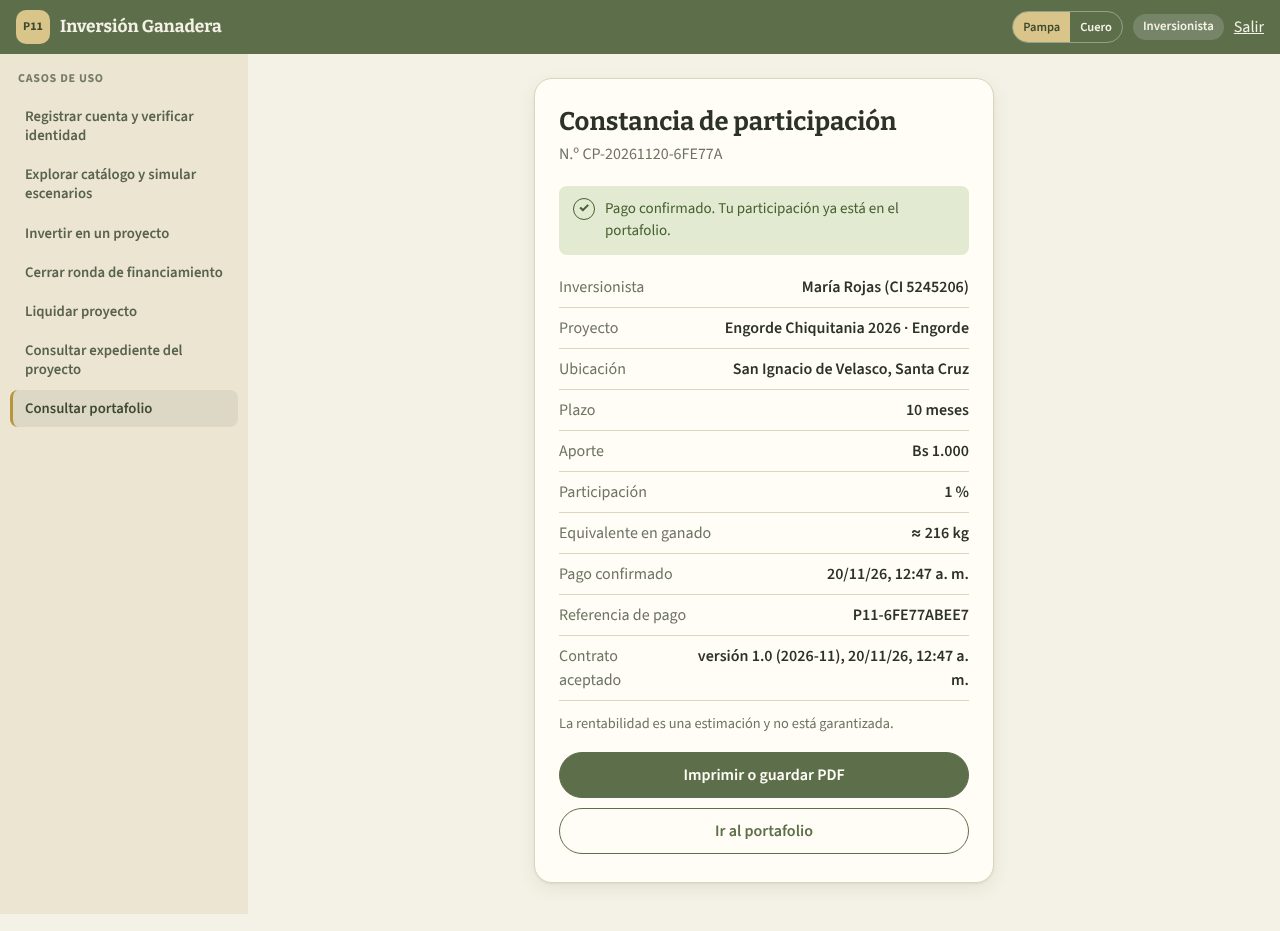 P11 Inversión Ganadera
Pampa Cuero Inversionista Salir
CASOS DE USO
Registrar cuenta y verificar
identidad
Explorar catálogo y simular
escenarios
Invertir en un proyecto
Cerrar ronda de financiamiento
Liquidar proyecto
Consultar expediente del
proyecto
Consultar portafolio
Constancia de participación
N.º CP-20261120-6FE77A
Pago confirmado. Tu participación ya está en el
portafolio.
Inversionista María Rojas (CI 5245206)
Proyecto Engorde Chiquitania 2026 · Engorde
Ubicación San Ignacio de Velasco, Santa Cruz
Plazo 10 meses
Aporte Bs 1.000
Participación 1 %
Equivalente en ganado ≈ 216 kg
Pago confirmado 20/11/26, 12:47 a. m.
Referencia de pago P11-6FE77ABEE7
Contrato versión 1.0 (2026-11), 20/11/26, 12:47 a.
aceptado m.
La rentabilidad es una estimación y no está garantizada.
Imprimir o guardar PDF
Ir al portafolio